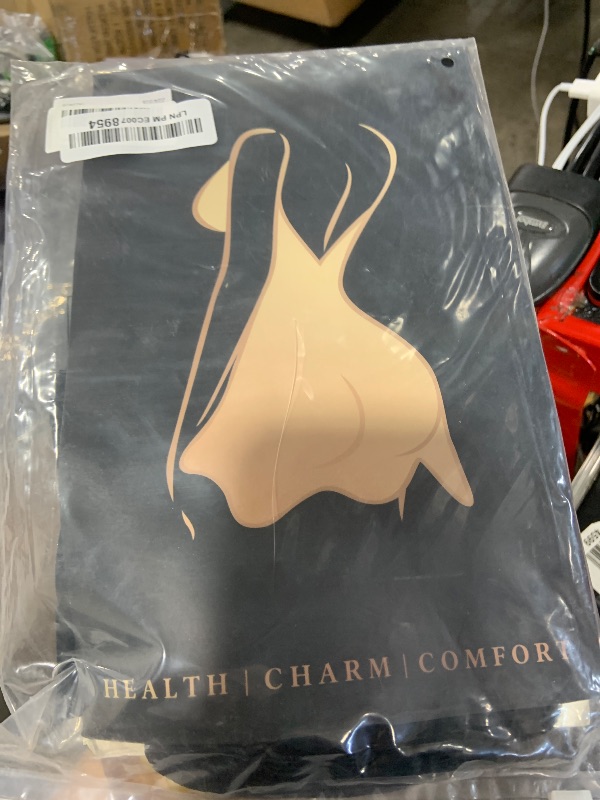 LPN PM EC007 8954
HEALTH | CHARM | COMFORT